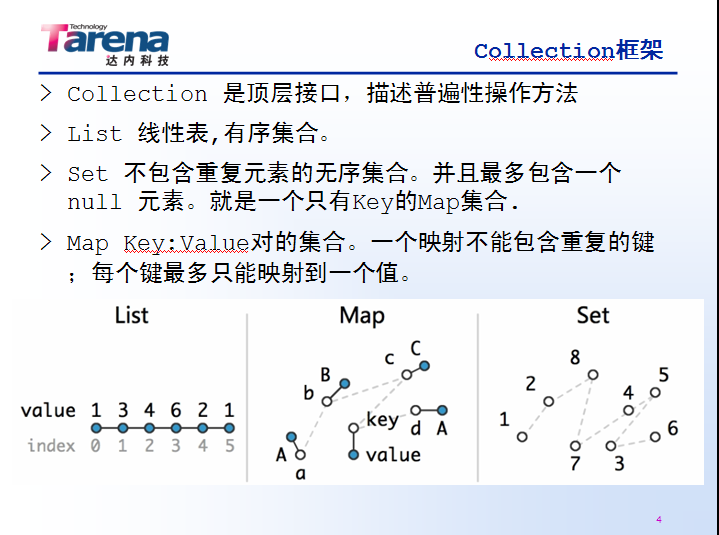 Technology
Tarena
达内科技
Collection框架
> Collection 是顶层接口，描述普遍性操作方法
> List 线性表,有序集合。
> Set 不包含重复元素的无序集合。并且最多包含一个
null 元素。就是一个只有Key的Map集合.
> Map Key:Value对的集合。一个映射不能包含重复的键
；每个键最多只能映射到一个值。
List
value 1 3 4 6 2 1
index 0 1 2 3 4 5
Map
c C
b B
key d A
A value
a
Set
8
2 4 5
1 6
7 3
4